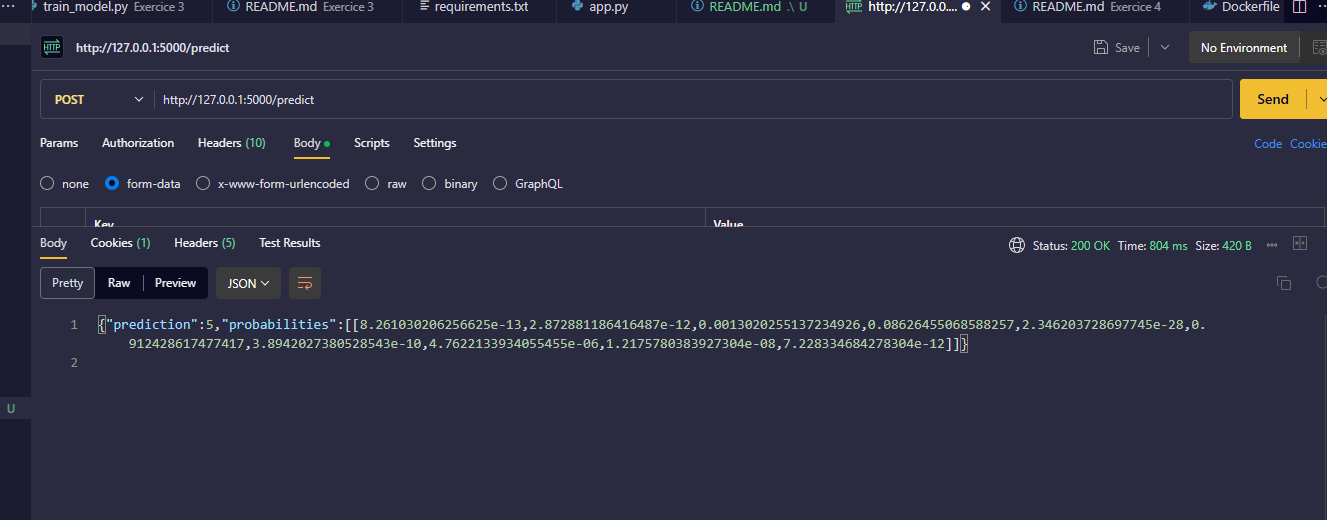 train_model.py Exercice 3 README.md Exercice 3 requirements.txt app.py README.md .\ U http://127.0.0.... README.md Exercice 4 Dockerfile
HTTP http://127.0.0.1:5000/predict Save No Environment
POST http://127.0.0.1:5000/predict Send
Params Authorization Headers (10) Body Scripts Settings Code Cookie
none form-data x-www-form-urlencoded raw binary GraphQL
Key Value
Body Cookies (1) Headers (5) Test Results Status: 200 OK Time: 804 ms Size: 420 B
Pretty Raw Preview JSON
1 {"prediction":5,"probabilities":[[8.261030206256625e-13,2.872881186416487e-12,0.0013020255137234926,0.08626455068588257,2.346203728697745e-28,0.
912428617477417,3.8942027380528543e-10,4.7622133934055455e-06,1.2175780383927304e-08,7.228334684278304e-12]]}
2
U